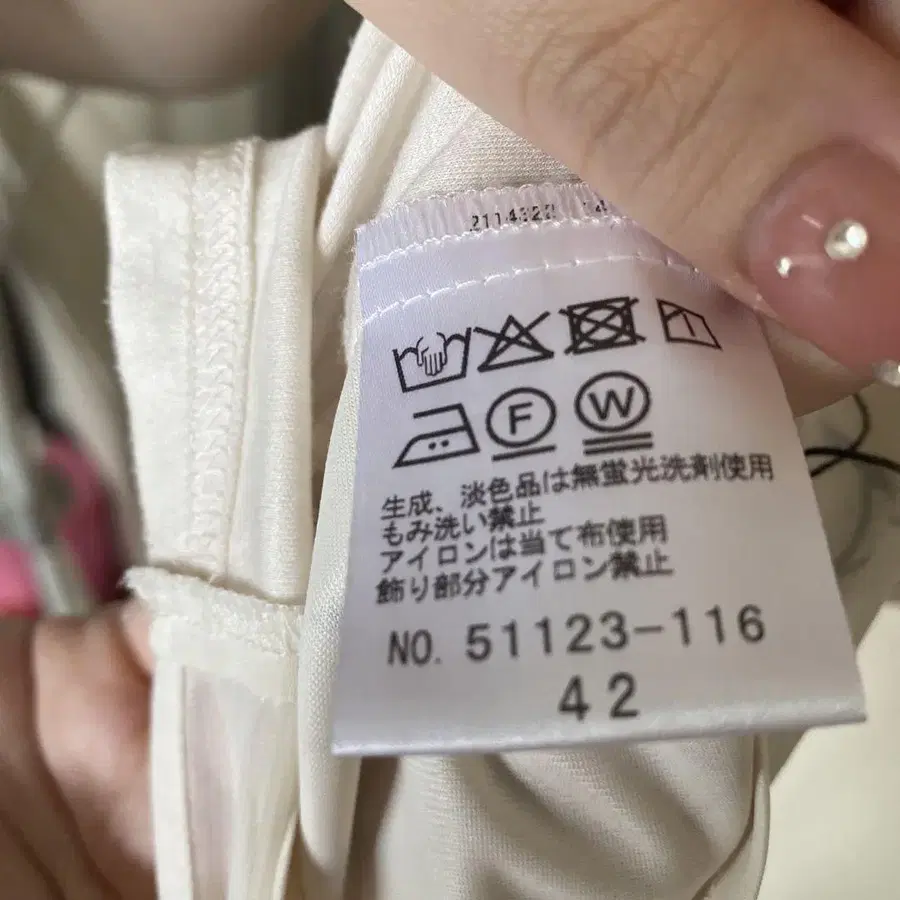 F W
生成、淡色品は無蛍光洗剤使用
もみ洗い禁止
アイロンは当て布使用
飾り部分アイロン禁止
NO. 51123-116
42